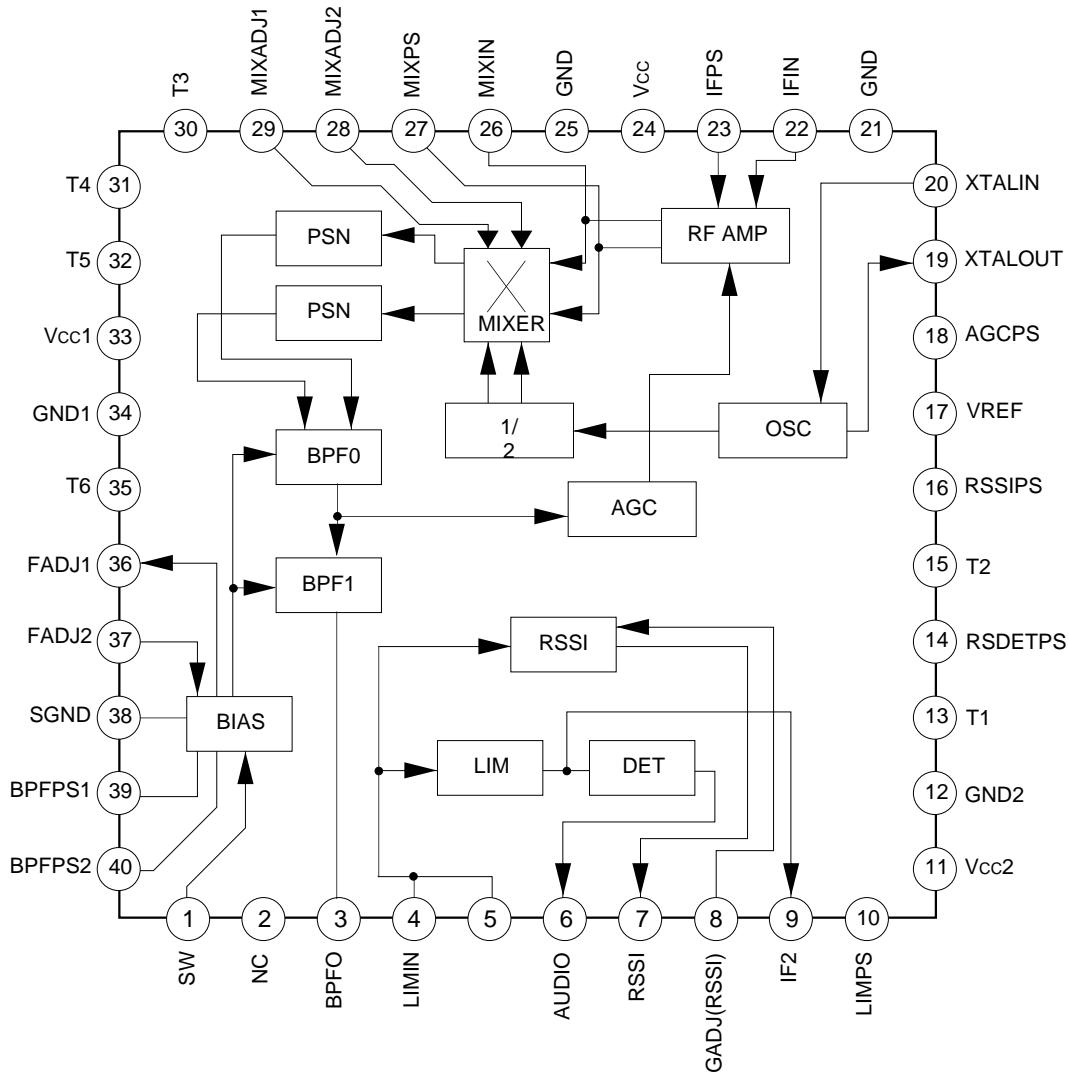 T3
MIXADJ1
MIXADJ2
MIXPS
MIXIN
GND
Vcc
IFPS
IFIN
GND
30
29
28
27
26
25
24
23
22
21
T4
31
20
XTALIN
PSN
RF AMP
T5
32
19
XTALOUT
PSN
MIXER
Vcc1
33
18
AGCPS
GND1
34
17
VREF
1/
2
OSC
BPF0
T6
35
16
RSSIPS
AGC
FADJ1
36
15
T2
BPF1
FADJ2
37
14
RSDETPS
RSSI
SGND
38
BIAS
13
T1
LIM
DET
BPFPS1
39
12
GND2
BPFPS2
40
11
Vcc2
1
2
3
4
5
6
7
8
9
10
SW
NC
BPFO
LIMIN
AUDIO
RSSI
GADJ(RSSI)
IF2
LIMPS